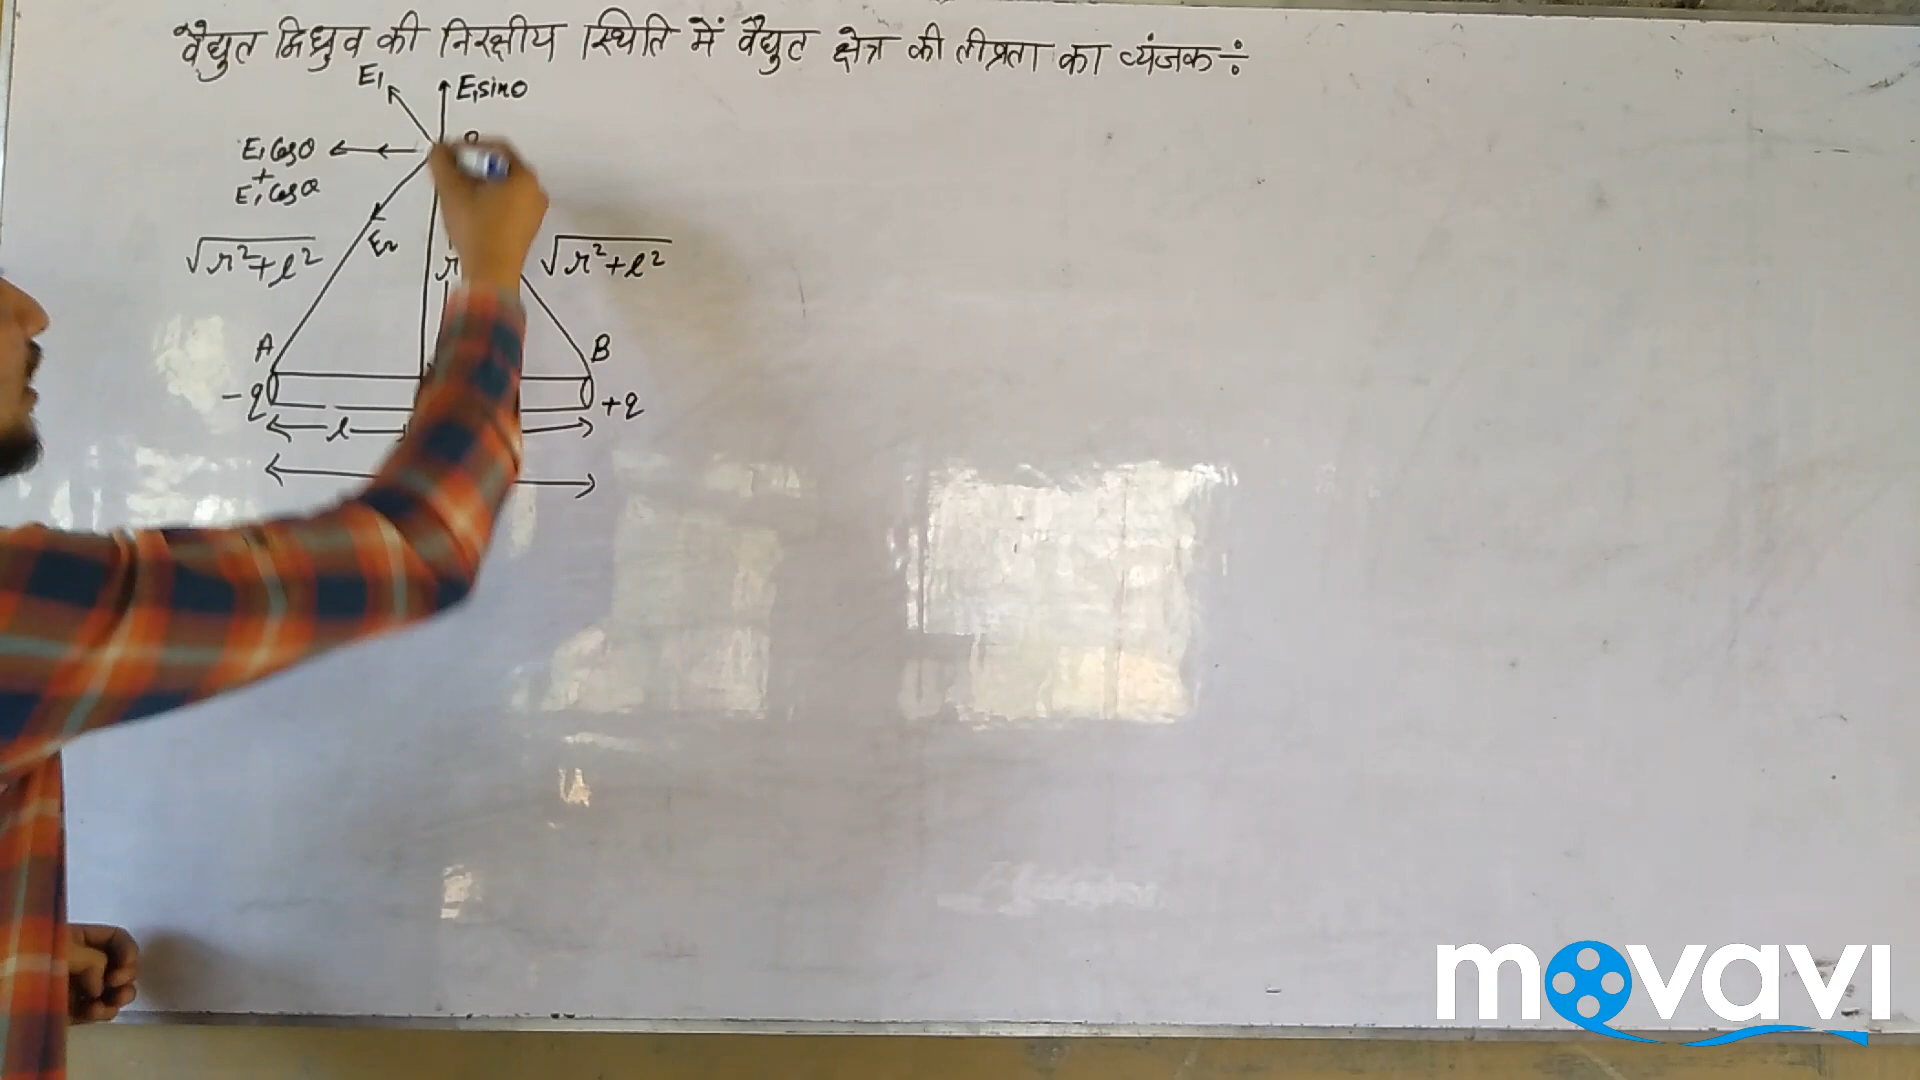 वैद्युत द्विध्रुव की निरक्षीय स्थिति में वैद्युट क्षेत्र की तीव्रता का व्यंजक ÷
E₁
E₁sinθ
E₁Cosθ
+
E₁Cosθ
E₂
√r²+l²
r
√r²+l²
A
B
-q
+q
l
movavi